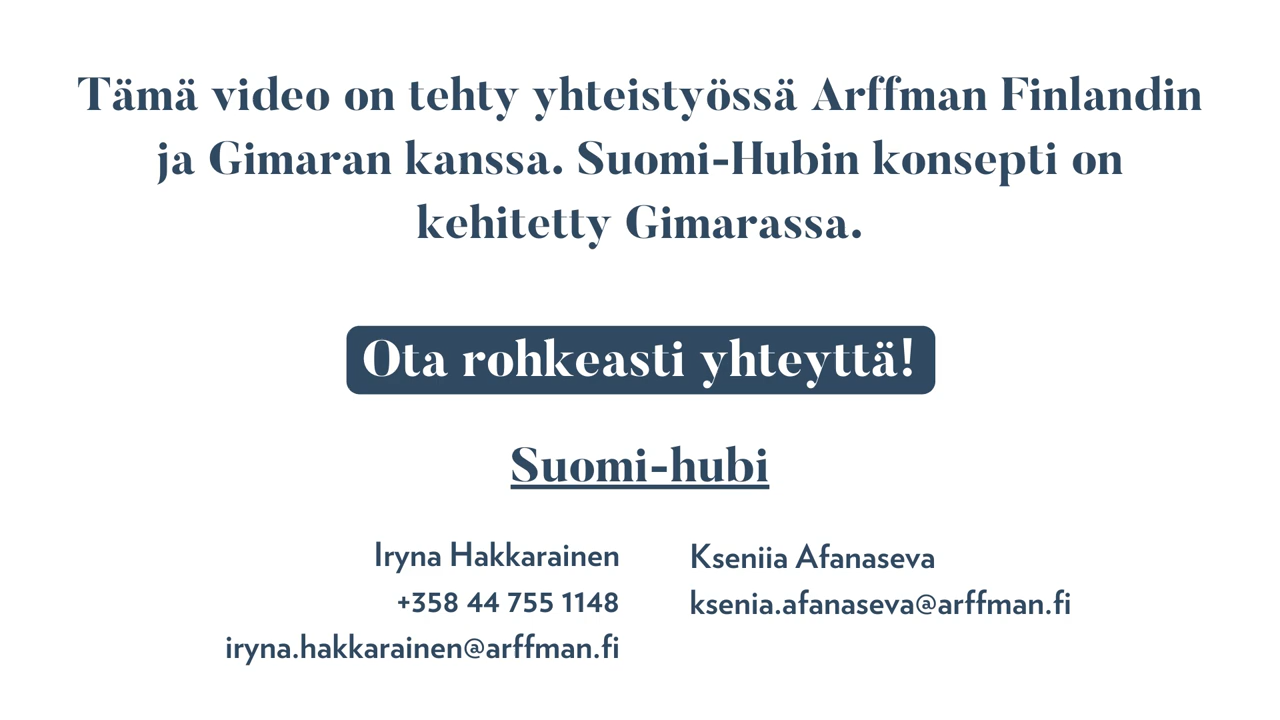 Tämä video on tehty yhteistyössä Arffman Finlandin
ja Gimaran kanssa. Suomi-Hubin konsepti on
kehitetty Gimarassa.
Ota rohkeasti yhteyttä!
Suomi-hubi
Iryna Hakkarainen
+358 44 755 1148
iryna.hakkarainen@arffman.fi
Kseniia Afanaseva
ksenia.afanaseva@arffman.fi